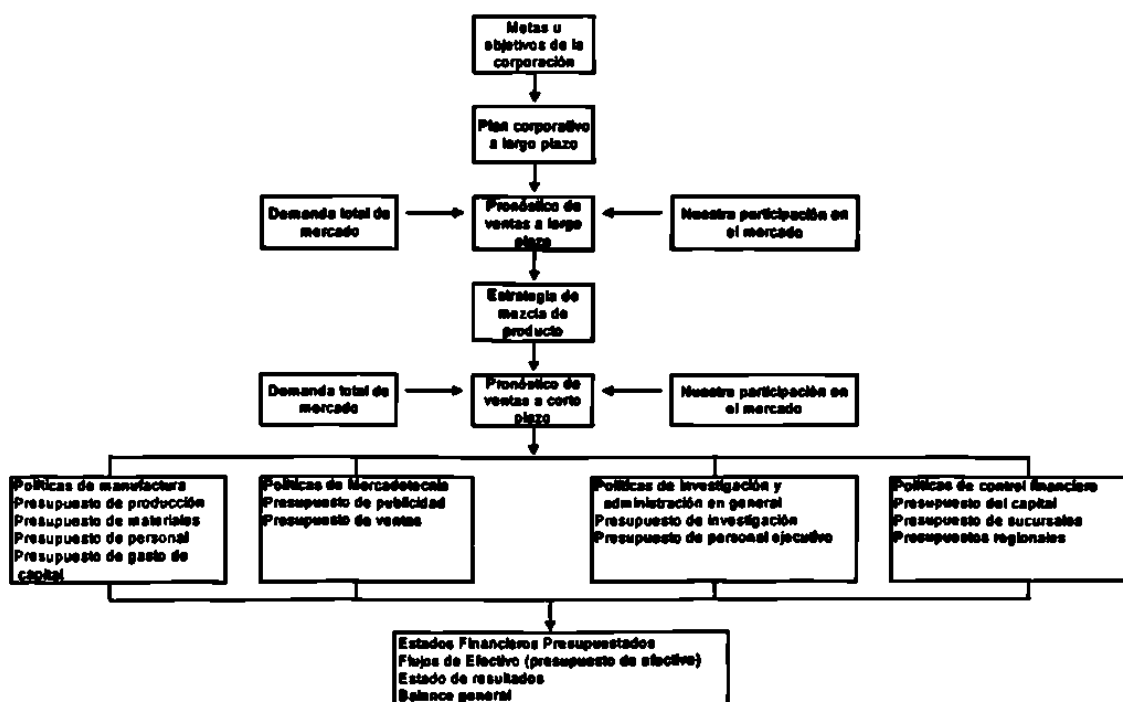 Metas u
objetivos de la
corporación
Plan corporativo
a largo plazo
Demanda total de
mercado
Pronóstico de
ventas a largo
plazo
Nuestra participación en
el mercado
Estrategia de
mezcla de
producto
Demanda total de
mercado
Pronóstico de
ventas a corto
plazo
Nuestra participación en
el mercado
Políticas de manufactura
Presupuesto de producción
Presupuesto de materiales
Presupuesto de personal
Presupuesto de gasto de
capital
Políticas de Mercadotecnia
Presupuesto de publicidad
Presupuesto de ventas
Políticas de investigación y
administración en general
Presupuesto de investigación
Presupuesto de personal ejecutivo
Políticas de control financiero
Presupuesto del capital
Presupuesto de sucursales
Presupuestos regionales
Estados Financieros Presupuestados
Flujos de Efectivo (presupuesto de efectivo)
Estado de resultados
Balance general